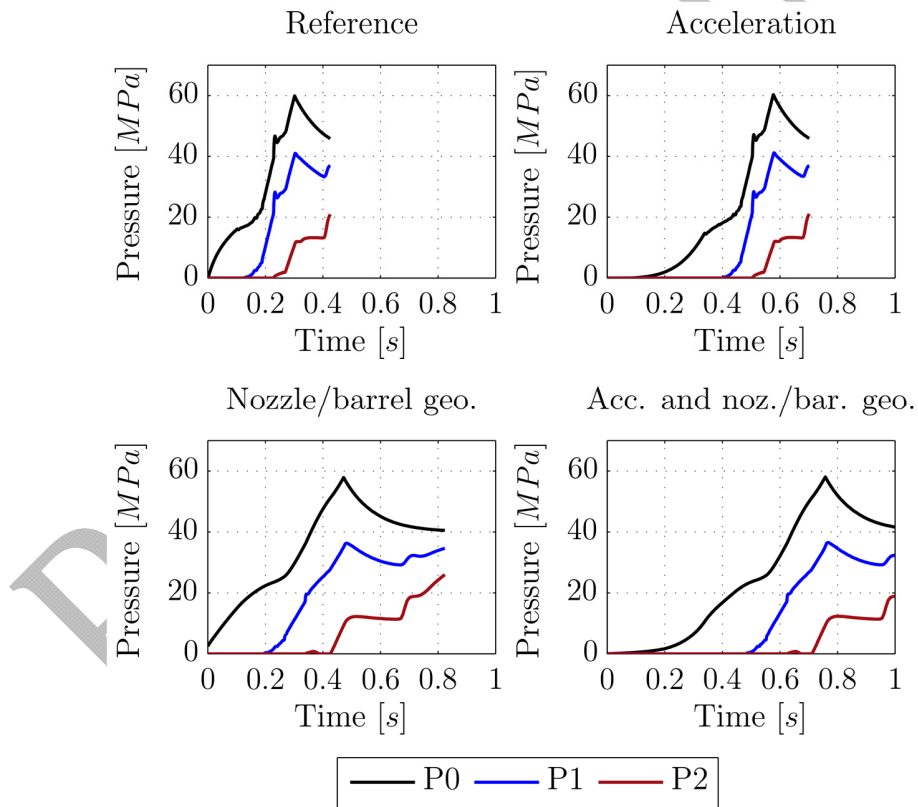 Reference
Acceleration
Pressure [MPa]
60
40
20
0
0 0.2 0.4 0.6 0.8 1
Time [s]
Pressure [MPa]
60
40
20
0
0 0.2 0.4 0.6 0.8 1
Time [s]
Nozzle/barrel geo.
Acc. and noz./bar. geo.
Pressure [MPa]
60
40
20
0
0 0.2 0.4 0.6 0.8 1
Time [s]
Pressure [MPa]
60
40
20
0
0 0.2 0.4 0.6 0.8 1
Time [s]
P0 P1 P2